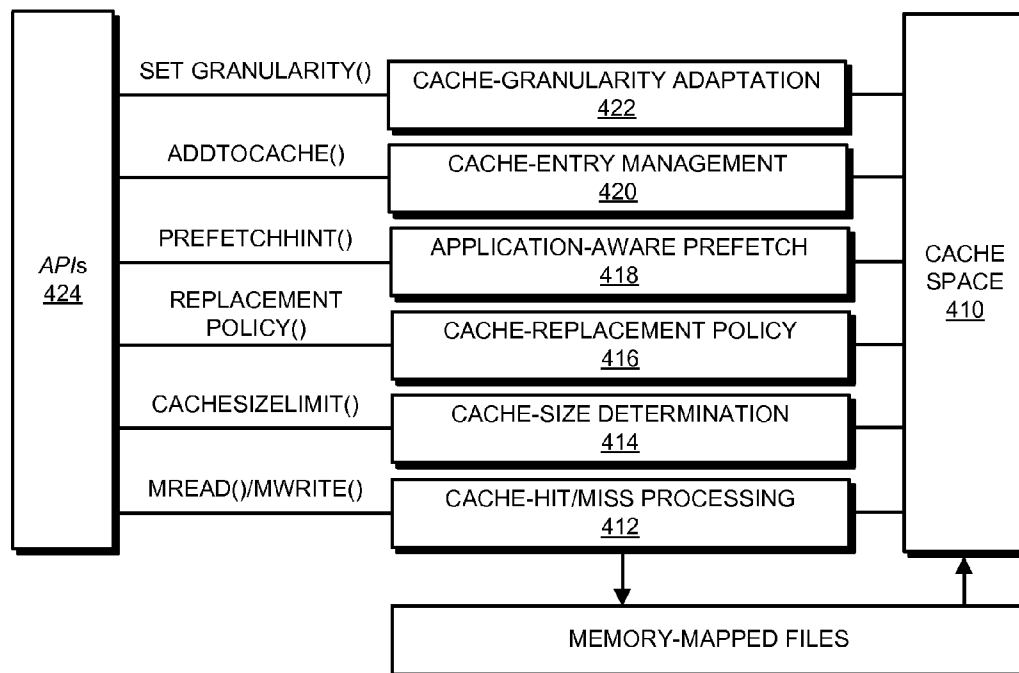 SET GRANULARITY()
CACHE-GRANULARITY ADAPTATION
422
ADDTOCACHE()
CACHE-ENTRY MANAGEMENT
420
PREFETCHHINT()
APPLICATION-AWARE PREFETCH
418
APIs
424
CACHE
SPACE
410
REPLACEMENT
POLICY()
CACHE-REPLACEMENT POLICY
416
CACHESIZELIMIT()
CACHE-SIZE DETERMINATION
414
MREAD()/MWRITE()
CACHE-HIT/MISS PROCESSING
412
MEMORY-MAPPED FILES